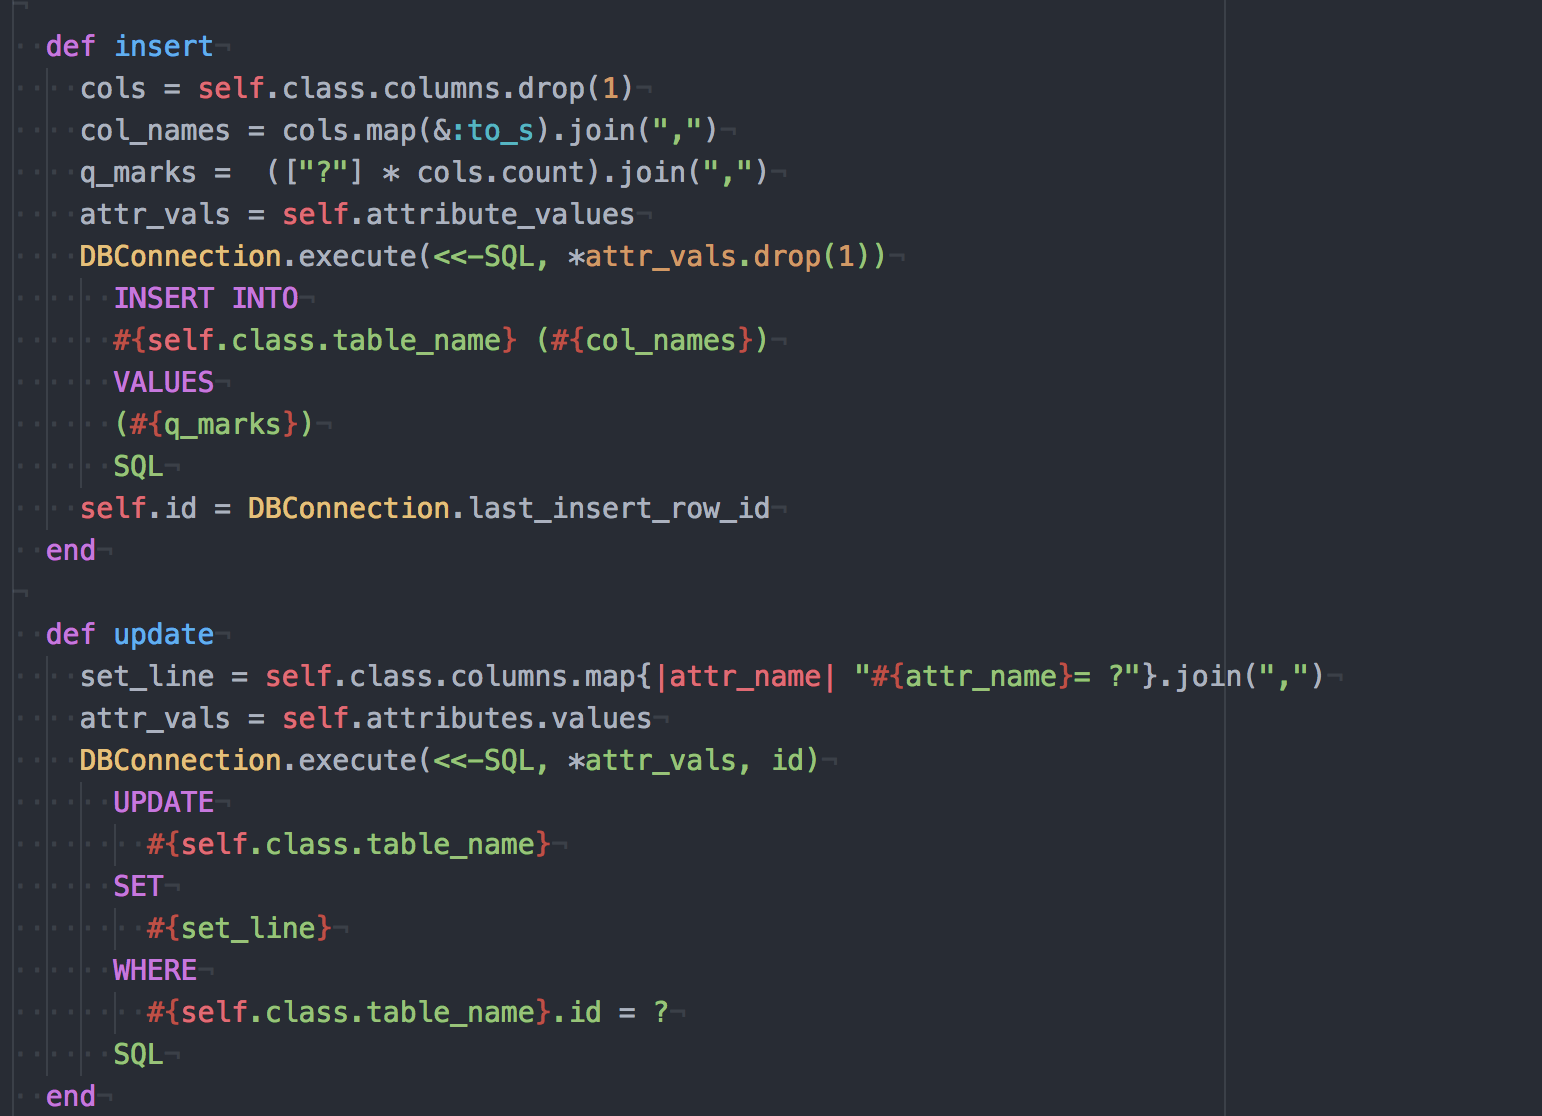 def insert
  cols = self.class.columns.drop(1)
  col_names = cols.map(&:to_s).join(",")
  q_marks =  (["?"] * cols.count).join(",")
  attr_vals = self.attribute_values
  DBConnection.execute(<<-SQL, *attr_vals.drop(1))
    INSERT INTO
    #{self.class.table_name} (#{col_names})
    VALUES
    (#{q_marks})
    SQL
  self.id = DBConnection.last_insert_row_id
end

def update
  set_line = self.class.columns.map{|attr_name| "#{attr_name}= ?"}.join(",")
  attr_vals = self.attributes.values
  DBConnection.execute(<<-SQL, *attr_vals, id)
    UPDATE
      #{self.class.table_name}
    SET
      #{set_line}
    WHERE
      #{self.class.table_name}.id = ?
    SQL
end